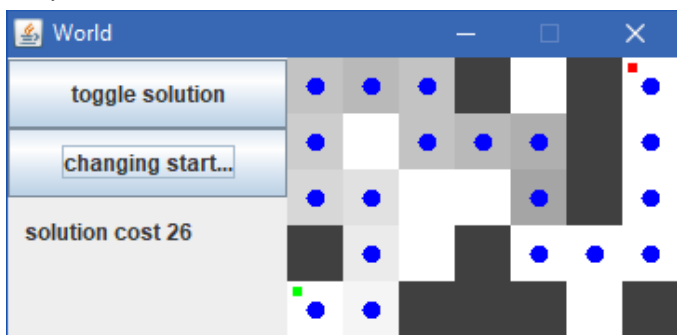 World
toggle solution
changing start...
solution cost 26